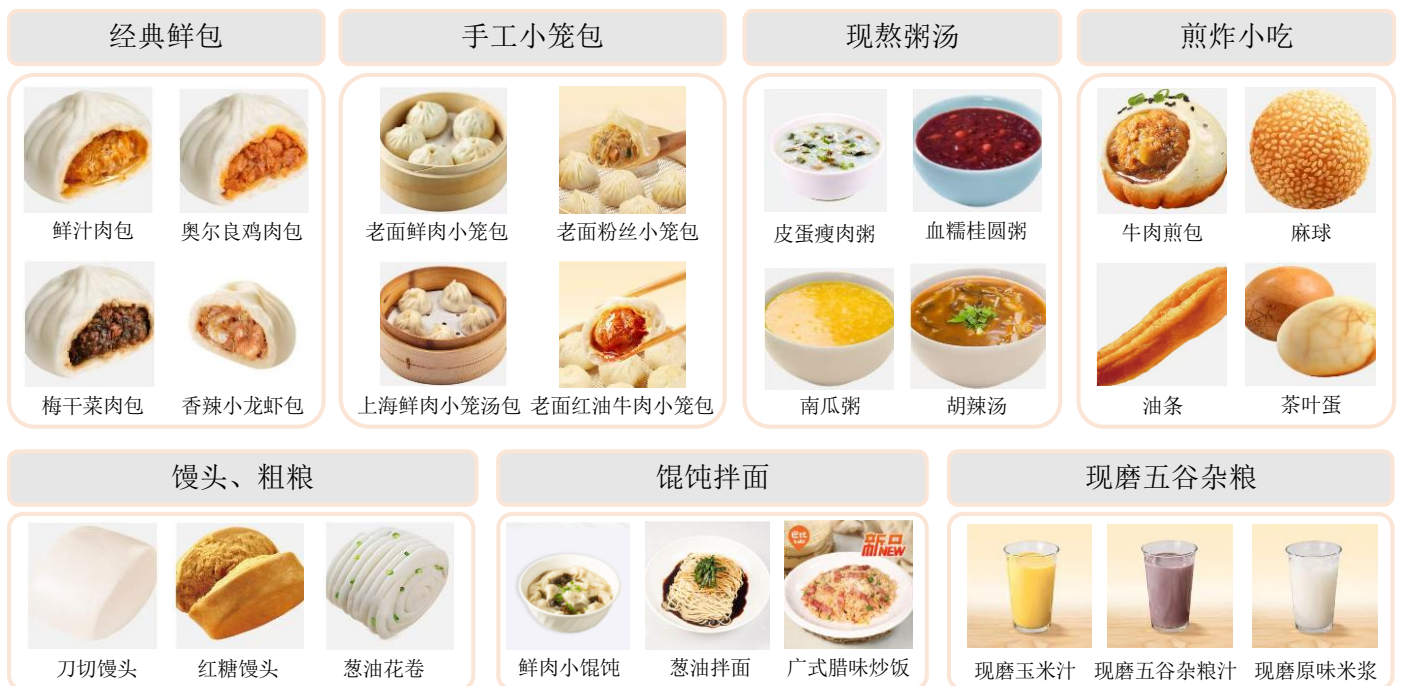 经典鲜包
手工小笼包
现熬粥汤
煎炸小吃
鲜汁肉包
奥尔良鸡肉包
老面鲜肉小笼包
老面粉丝小笼包
皮蛋瘦肉粥
血糯桂圆粥
牛肉煎包
麻球
梅干菜肉包
香辣小龙虾包
上海鲜肉小笼汤包
老面红油牛肉小笼包
南瓜粥
胡辣汤
油条
茶叶蛋
馒头、粗粮
馄饨拌面
现磨五谷杂粮
巴比
新品
NEW
刀切馒头
红糖馒头
葱油花卷
鲜肉小馄饨
葱油拌面
广式腊味炒饭
现磨玉米汁
现磨五谷杂粮汁
现磨原味米浆